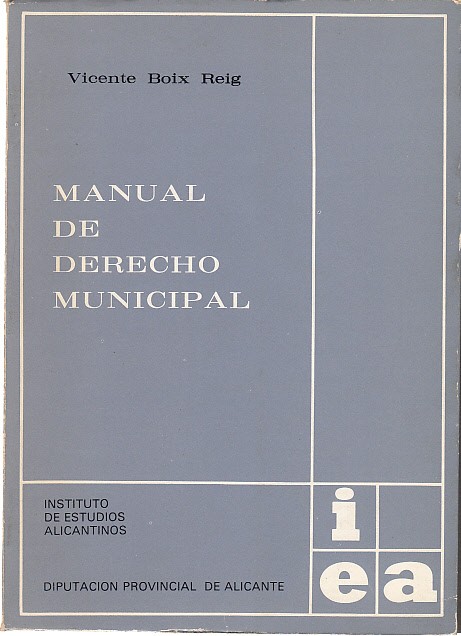 Vicente Boix Reig
MANUAL
DE
DERECHO
MUNICIPAL
INSTITUTO
DE ESTUDIOS
ALICANTINOS
DIPUTACION PROVINCIAL DE ALICANTE
i
ea